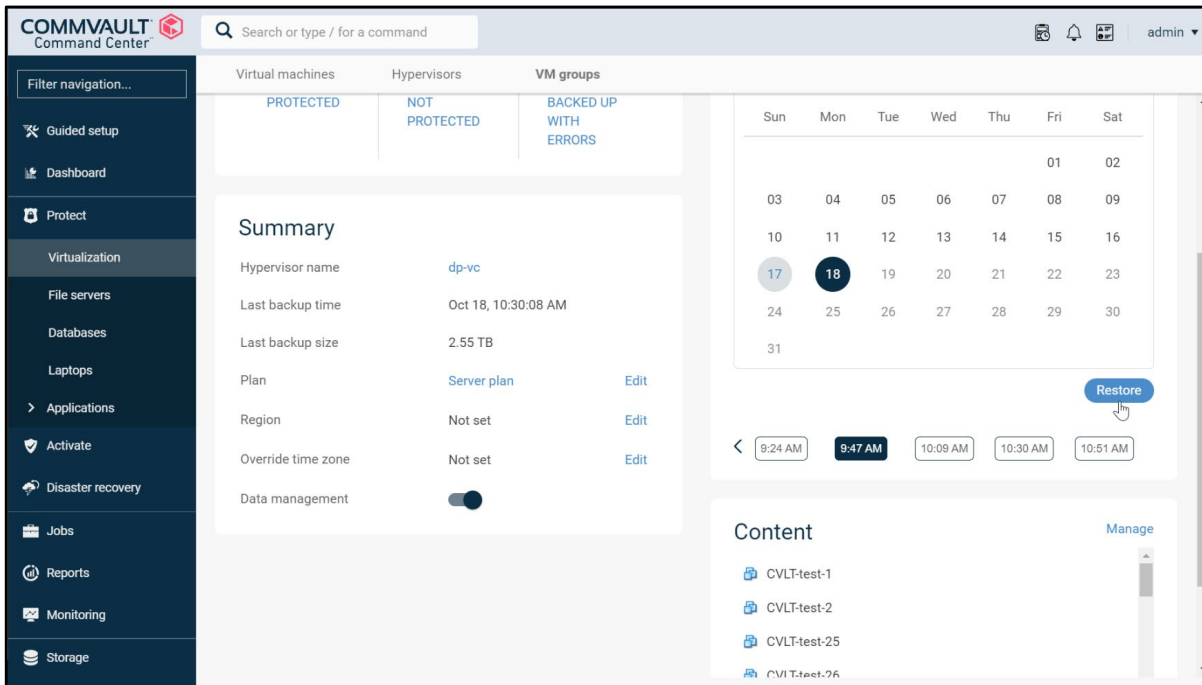 COMMVAULT
Command Center™
Search or type / for a command
admin
Filter navigation...
Guided setup
Dashboard
Protect
Virtualization
File servers
Databases
Laptops
Applications
Activate
Disaster recovery
Jobs
Reports
Monitoring
Storage
Virtual machines Hypervisors VM groups
PROTECTED
NOT
PROTECTED
BACKED UP
WITH
ERRORS
Summary
Hypervisor name dp-vc
Last backup time Oct 18, 10:30:08 AM
Last backup size 2.55 TB
Plan Server plan Edit
Region Not set Edit
Override time zone Not set Edit
Data management
Sun Mon Tue Wed Thu Fri Sat
01 02
03 04 05 06 07 08 09
10 11 12 13 14 15 16
17 18 19 20 21 22 23
24 25 26 27 28 29 30
31
Restore
9:24 AM 9:47 AM 10:09 AM 10:30 AM 10:51 AM
Content Manage
CVLT-test-1
CVLT-test-2
CVLT-test-25
CVLT-test-26